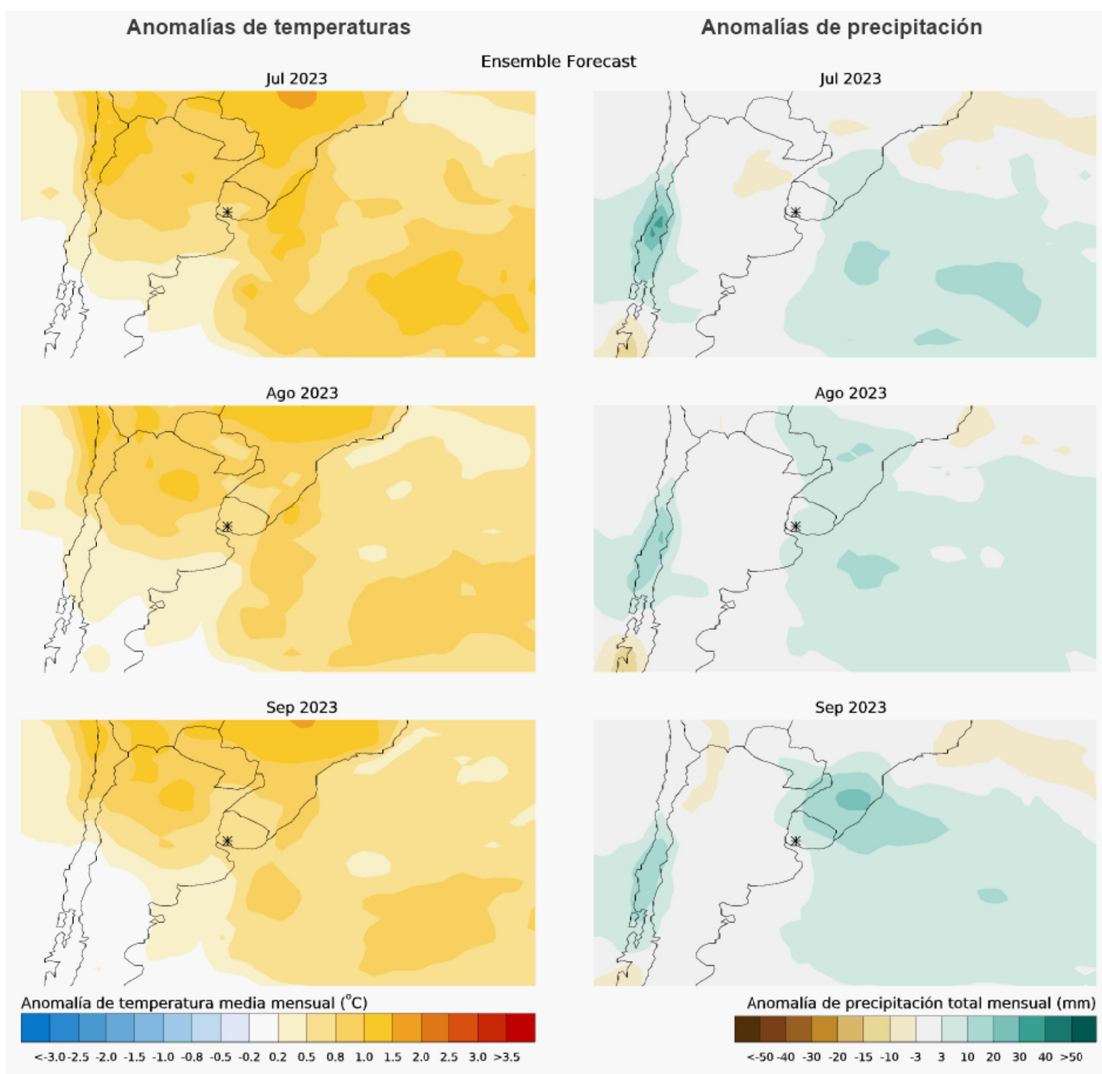 Anomalías de temperaturas
Anomalías de precipitación
Ensemble Forecast
Jul 2023
Jul 2023
Ago 2023
Ago 2023
Sep 2023
Sep 2023
Anomalía de temperatura media mensual (°C)
<-3.0 -2.5 -2.0 -1.5 -1.0 -0.8 -0.5 -0.2 0.2 0.5 0.8 1.0 1.5 2.0 2.5 3.0 >3.5
Anomalía de precipitación total mensual (mm)
<-50 -40 -30 -20 -15 -10 -3 3 10 20 30 40 >50